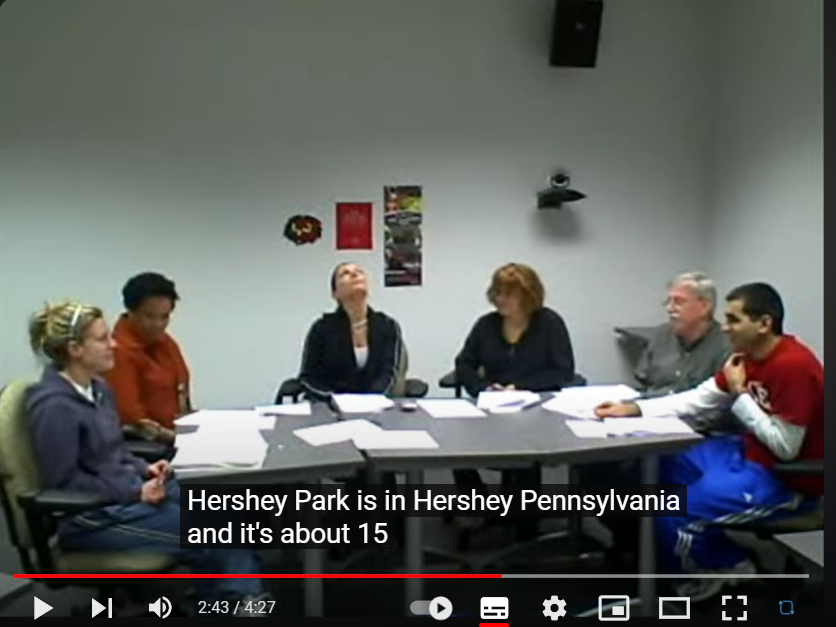 Hershey Park is in Hershey Pennsylvania
and it's about 15
2:43 / 4:27